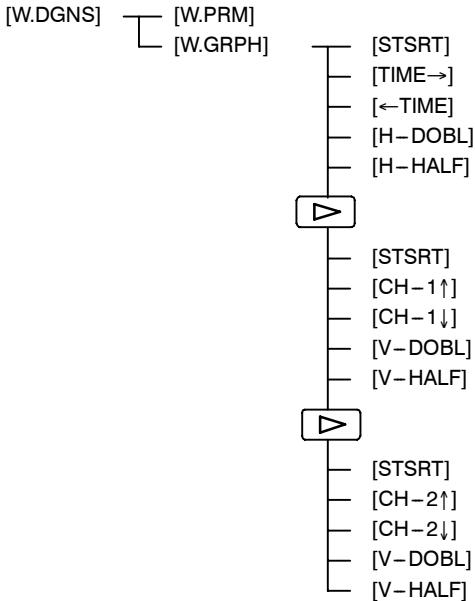 [W.DGNS] [W.PRM]
[W.GRPH] [STSRT]
[TIME→]
[←TIME]
[H−DOBL]
[H−HALF]
[STSRT]
[CH−1↑]
[CH−1↓]
[V−DOBL]
[V−HALF]
[STSRT]
[CH−2↑]
[CH−2↓]
[V−DOBL]
[V−HALF]